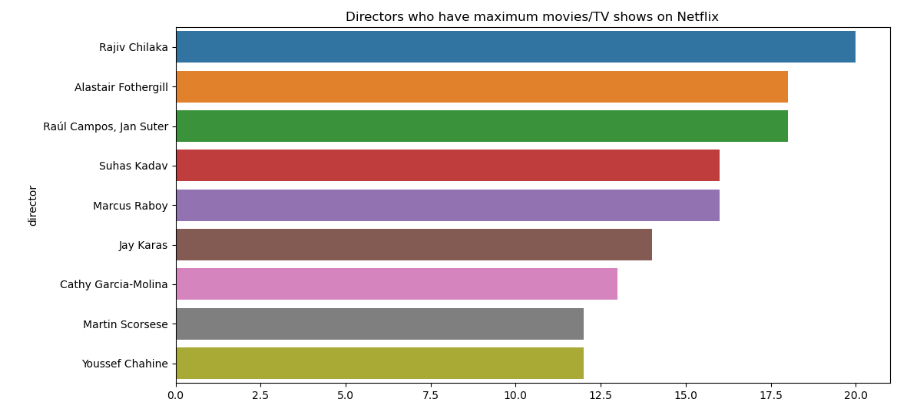 Directors who have maximum movies/TV shows on Netflix
Rajiv Chilaka
Alastair Fothergill
Raúl Campos, Jan Suter
Suhas Kadav
Marcus Raboy
director
Jay Karas
Cathy Garcia-Molina
Martin Scorsese
Youssef Chahine
0.0 2.5 5.0 7.5 10.0 12.5 15.0 17.5 20.0